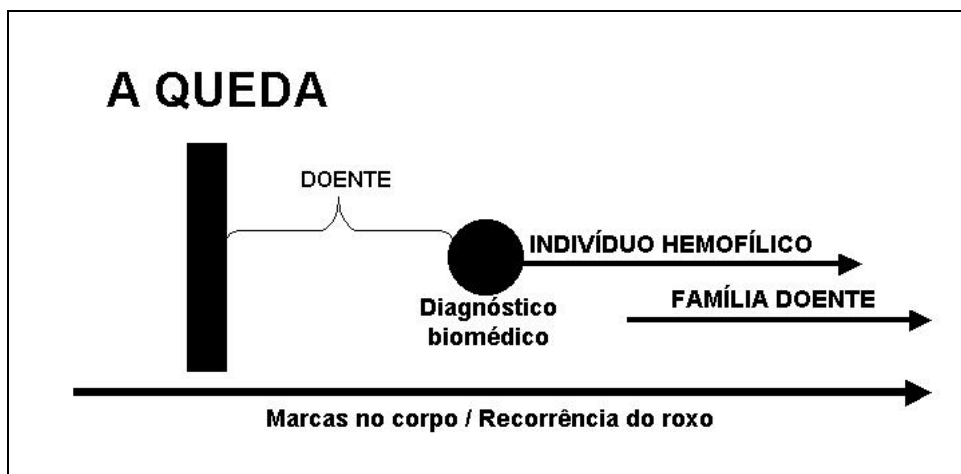 A QUEDA
DOENTE
INDIVÍDUO HEMOFÍLICO
Diagnóstico
biomédico
FAMÍLIA DOENTE
Marcas no corpo / Recorrência do roxo